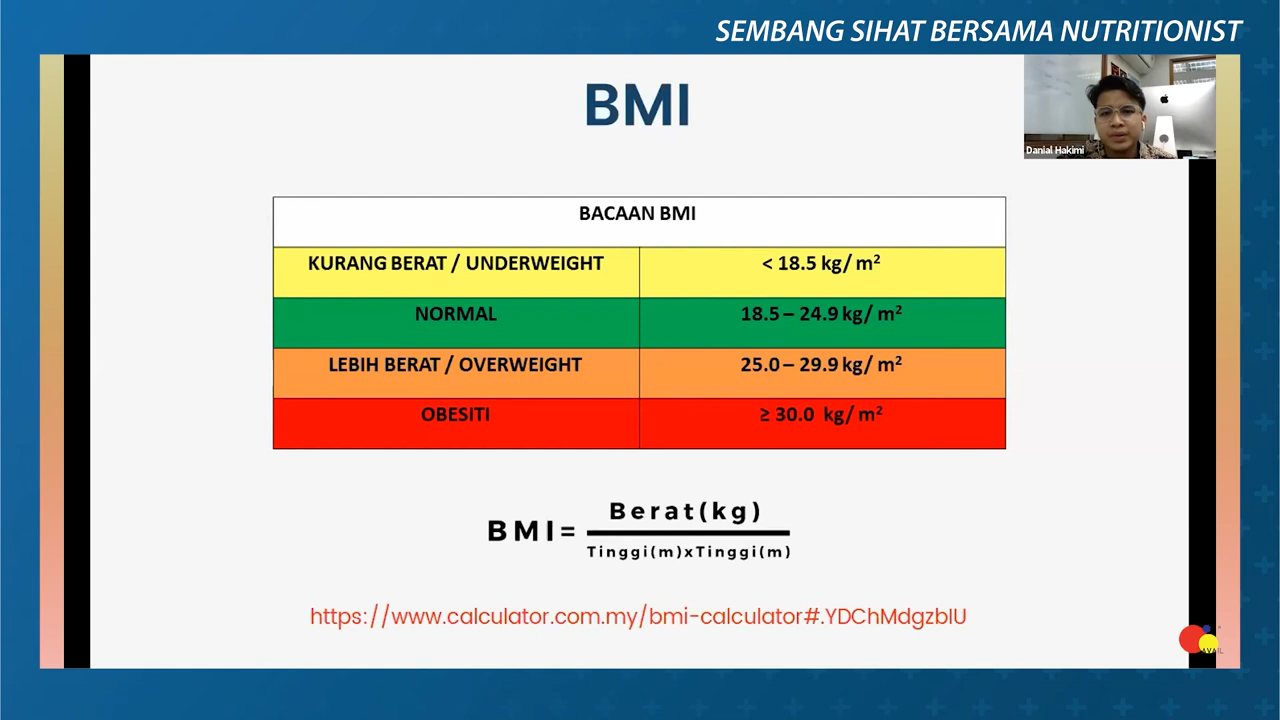 SEMBANG SIHAT BERSAMA NUTRITIONIST
BMI
Danial Hakimi
BACAAN BMI
KURANG BERAT / UNDERWEIGHT < 18.5 kg/ m²
NORMAL 18.5 – 24.9 kg/ m²
LEBIH BERAT / OVERWEIGHT 25.0 – 29.9 kg/ m²
OBESITI ≥ 30.0 kg/ m²
BMI = Berat(kg)
Tinggi(m)xTinggi(m)
https://www.calculator.com.my/bmi-calculator#.YDChMdgzbIU
AVAIL